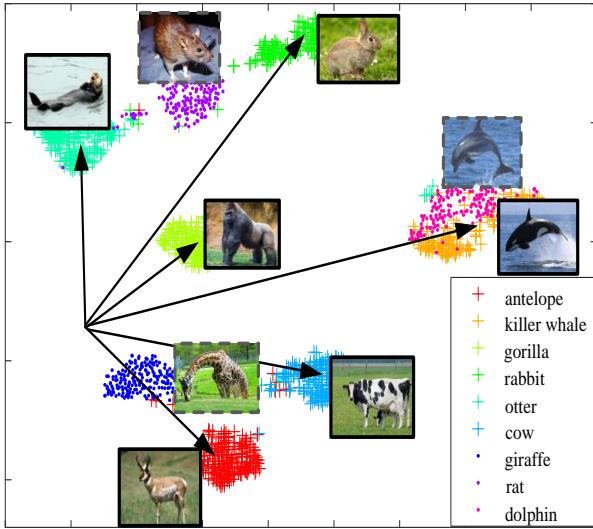 antelope
killer whale
gorilla
rabbit
otter
cow
giraffe
rat
dolphin